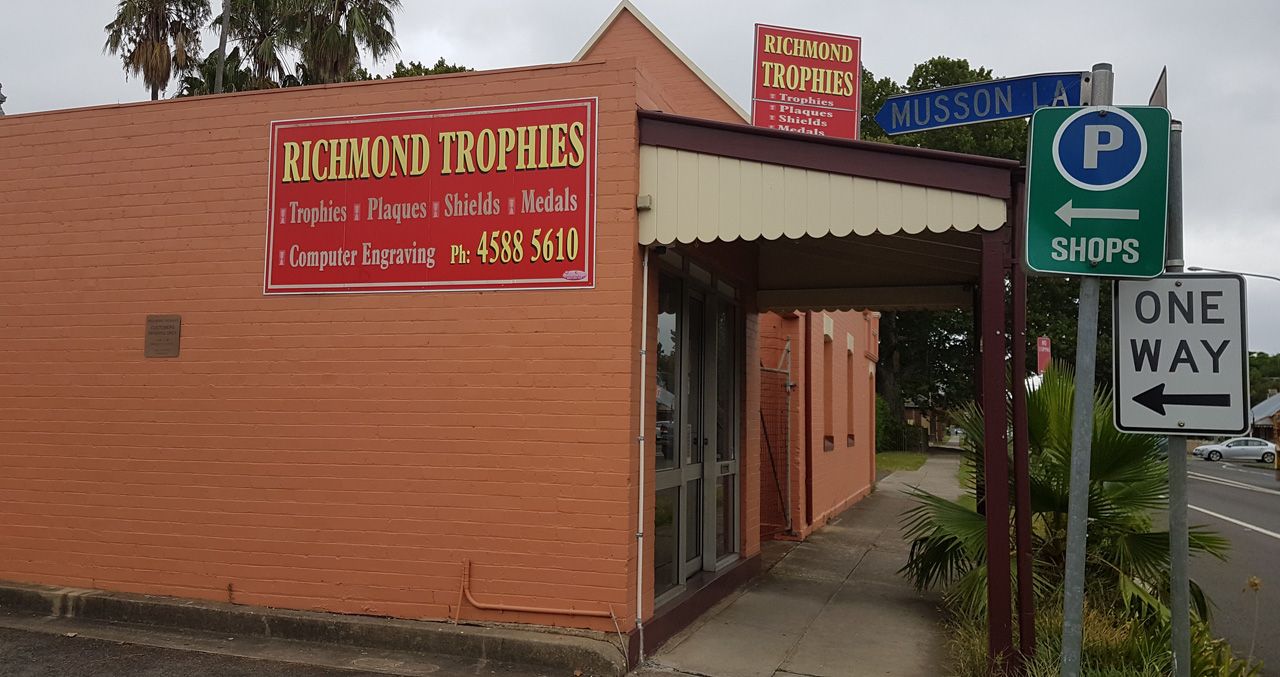 RICHMOND TROPHIES
Trophies Plaques Shields Medals
Computer Engraving Ph: 4588 5610
RICHMOND
TROPHIES
Trophies
Plaques
Shields
Medals
MUSSON LA
P
SHOPS
ONE
WAY